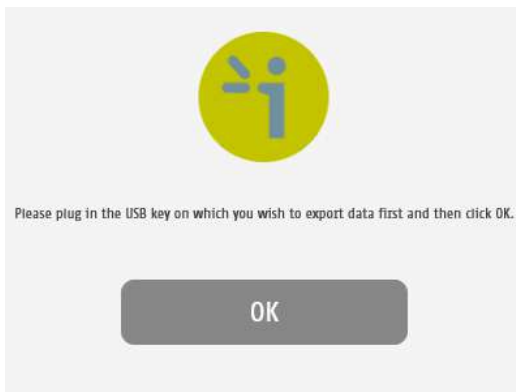 Please plug in the USB key on which you wish to export data first and then click OK.
OK